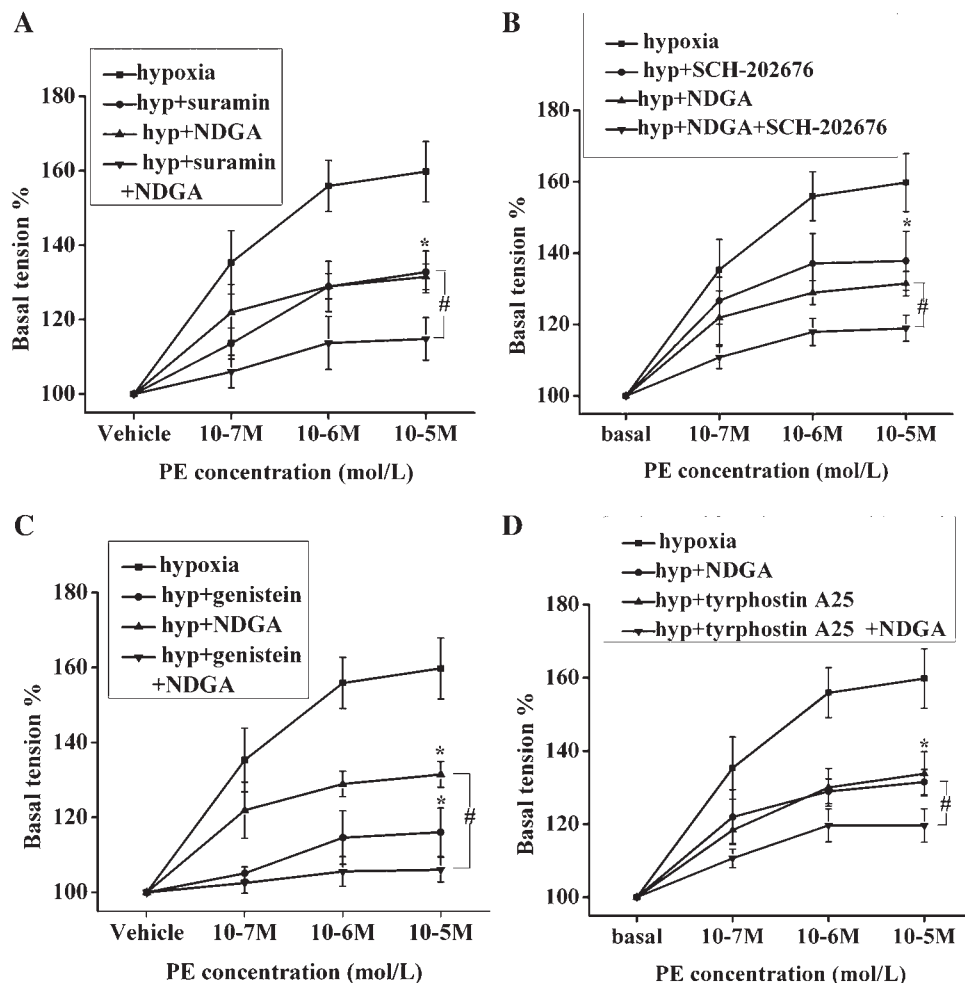 A
hypoxia
hyp+suramin
hyp+NDGA
hyp+suramin
+NDGA
180
160
140
120
100
Basal tension %
*
#
Vehicle 10-7M 10-6M 10-5M
PE concentration (mol/L)
B
hypoxia
hyp+SCH-202676
hyp+NDGA
hyp+NDGA+SCH-202676
180
160
140
120
100
Basal tension %
*
#
basal 10-7M 10-6M 10-5M
PE concentration (mol/L)
C
hypoxia
hyp+genistein
hyp+NDGA
hyp+genistein
+NDGA
180
160
140
120
100
Basal tension %
*
*
#
Vehicle 10-7M 10-6M 10-5M
PE concentration (mol/L)
D
hypoxia
hyp+NDGA
hyp+tyrphostin A25
hyp+tyrphostin A25 +NDGA
180
160
140
120
100
Basal tension %
*
#
basal 10-7M 10-6M 10-5M
PE concentration (mol/L)